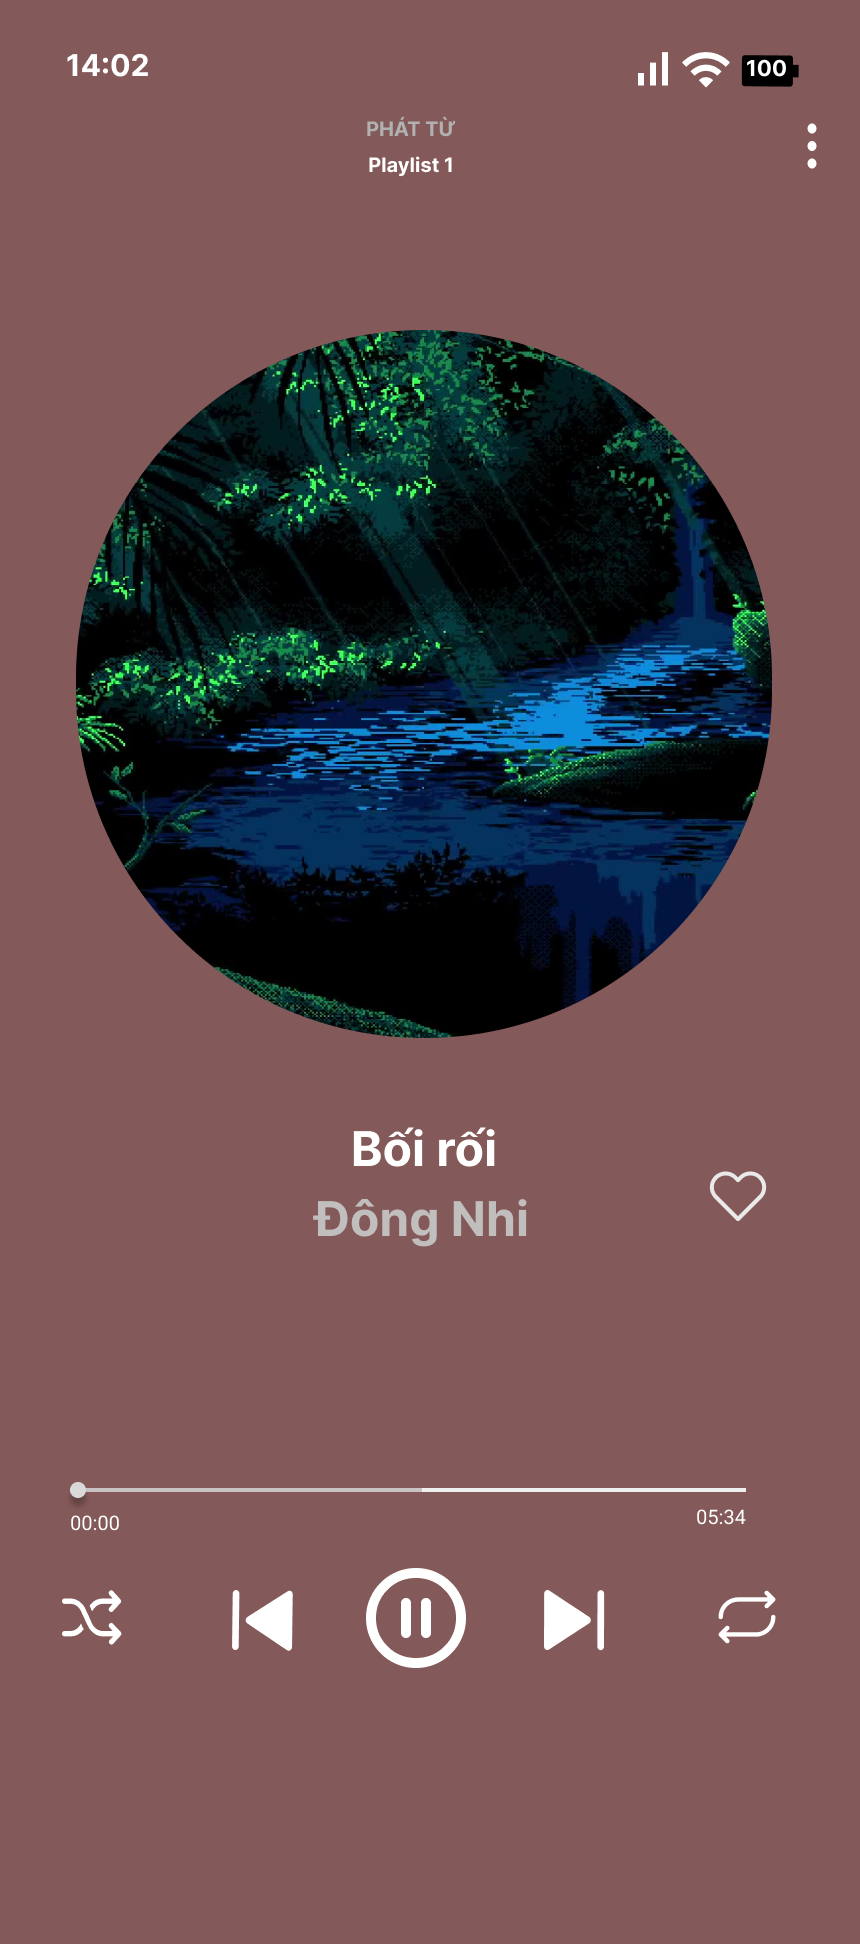 14:02
100
PHÁT TỪ
Playlist 1
Bối rối
Đông Nhi
00:00
05:34